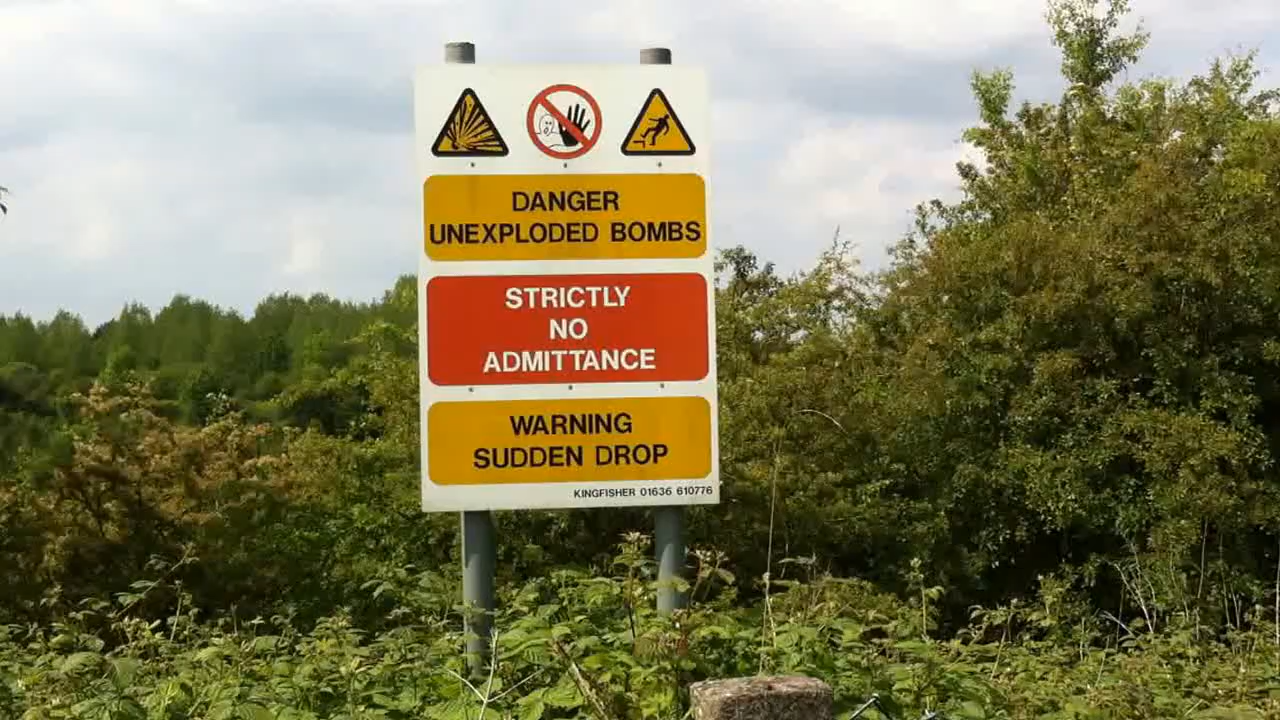 DANGER
UNEXPLODED BOMBS
STRICTLY
NO
ADMITTANCE
WARNING
SUDDEN DROP
KINGFISHER 01636 610776